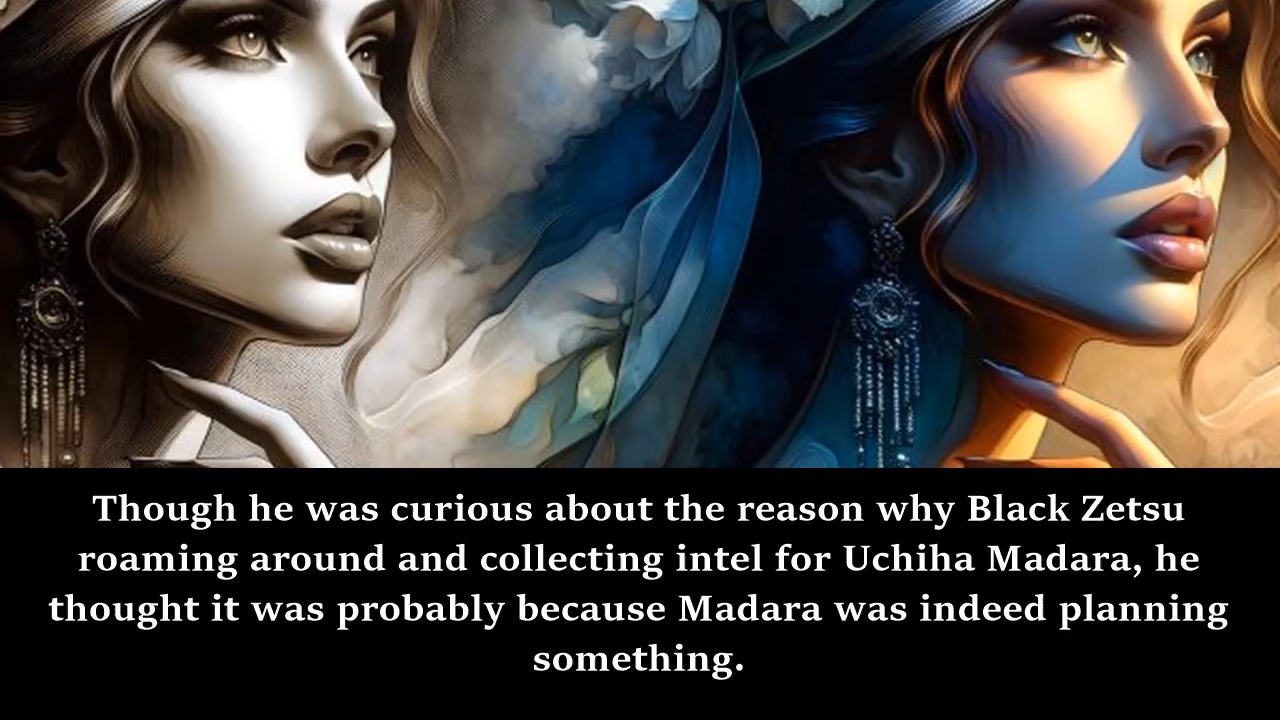 Though he was curious about the reason why Black Zetsu
roaming around and collecting intel for Uchiha Madara, he
thought it was probably because Madara was indeed planning
something.